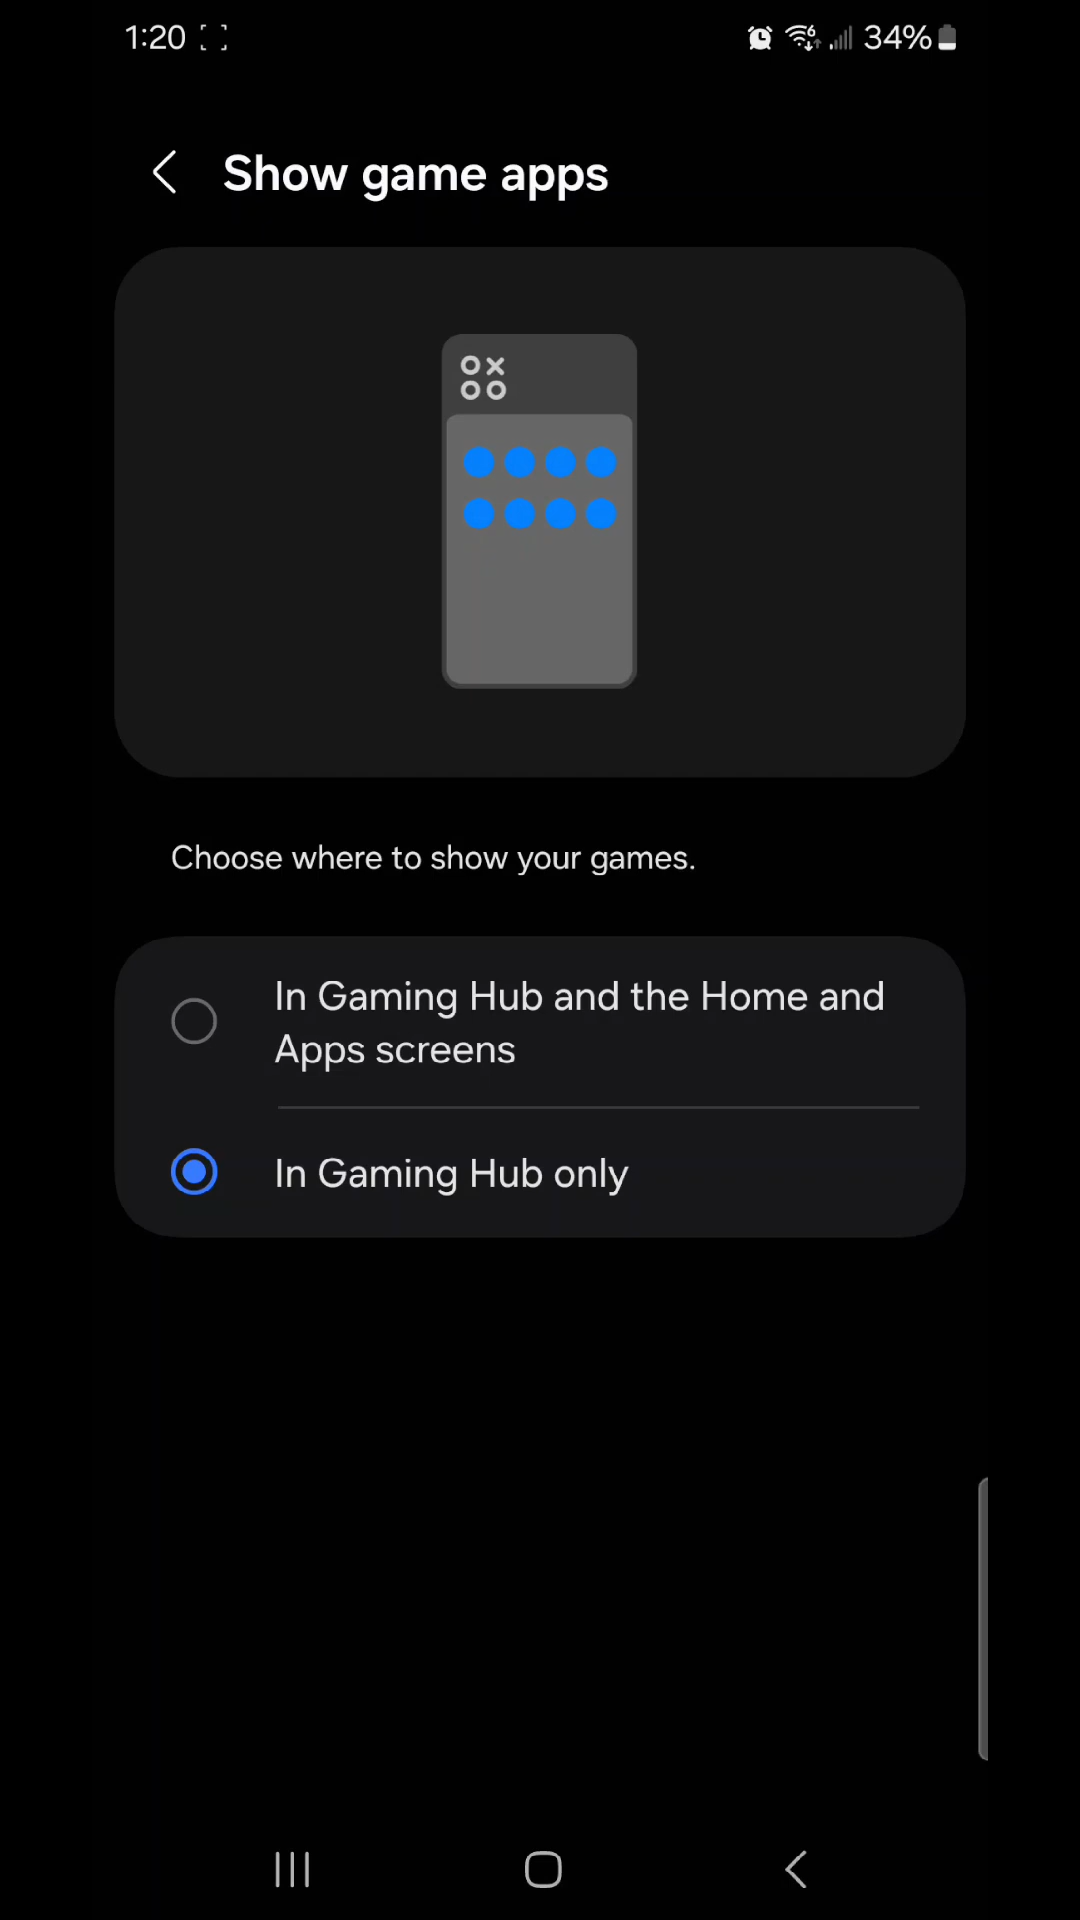 1:20 34%
Show game apps
Choose where to show your games.
In Gaming Hub and the Home and
Apps screens
In Gaming Hub only